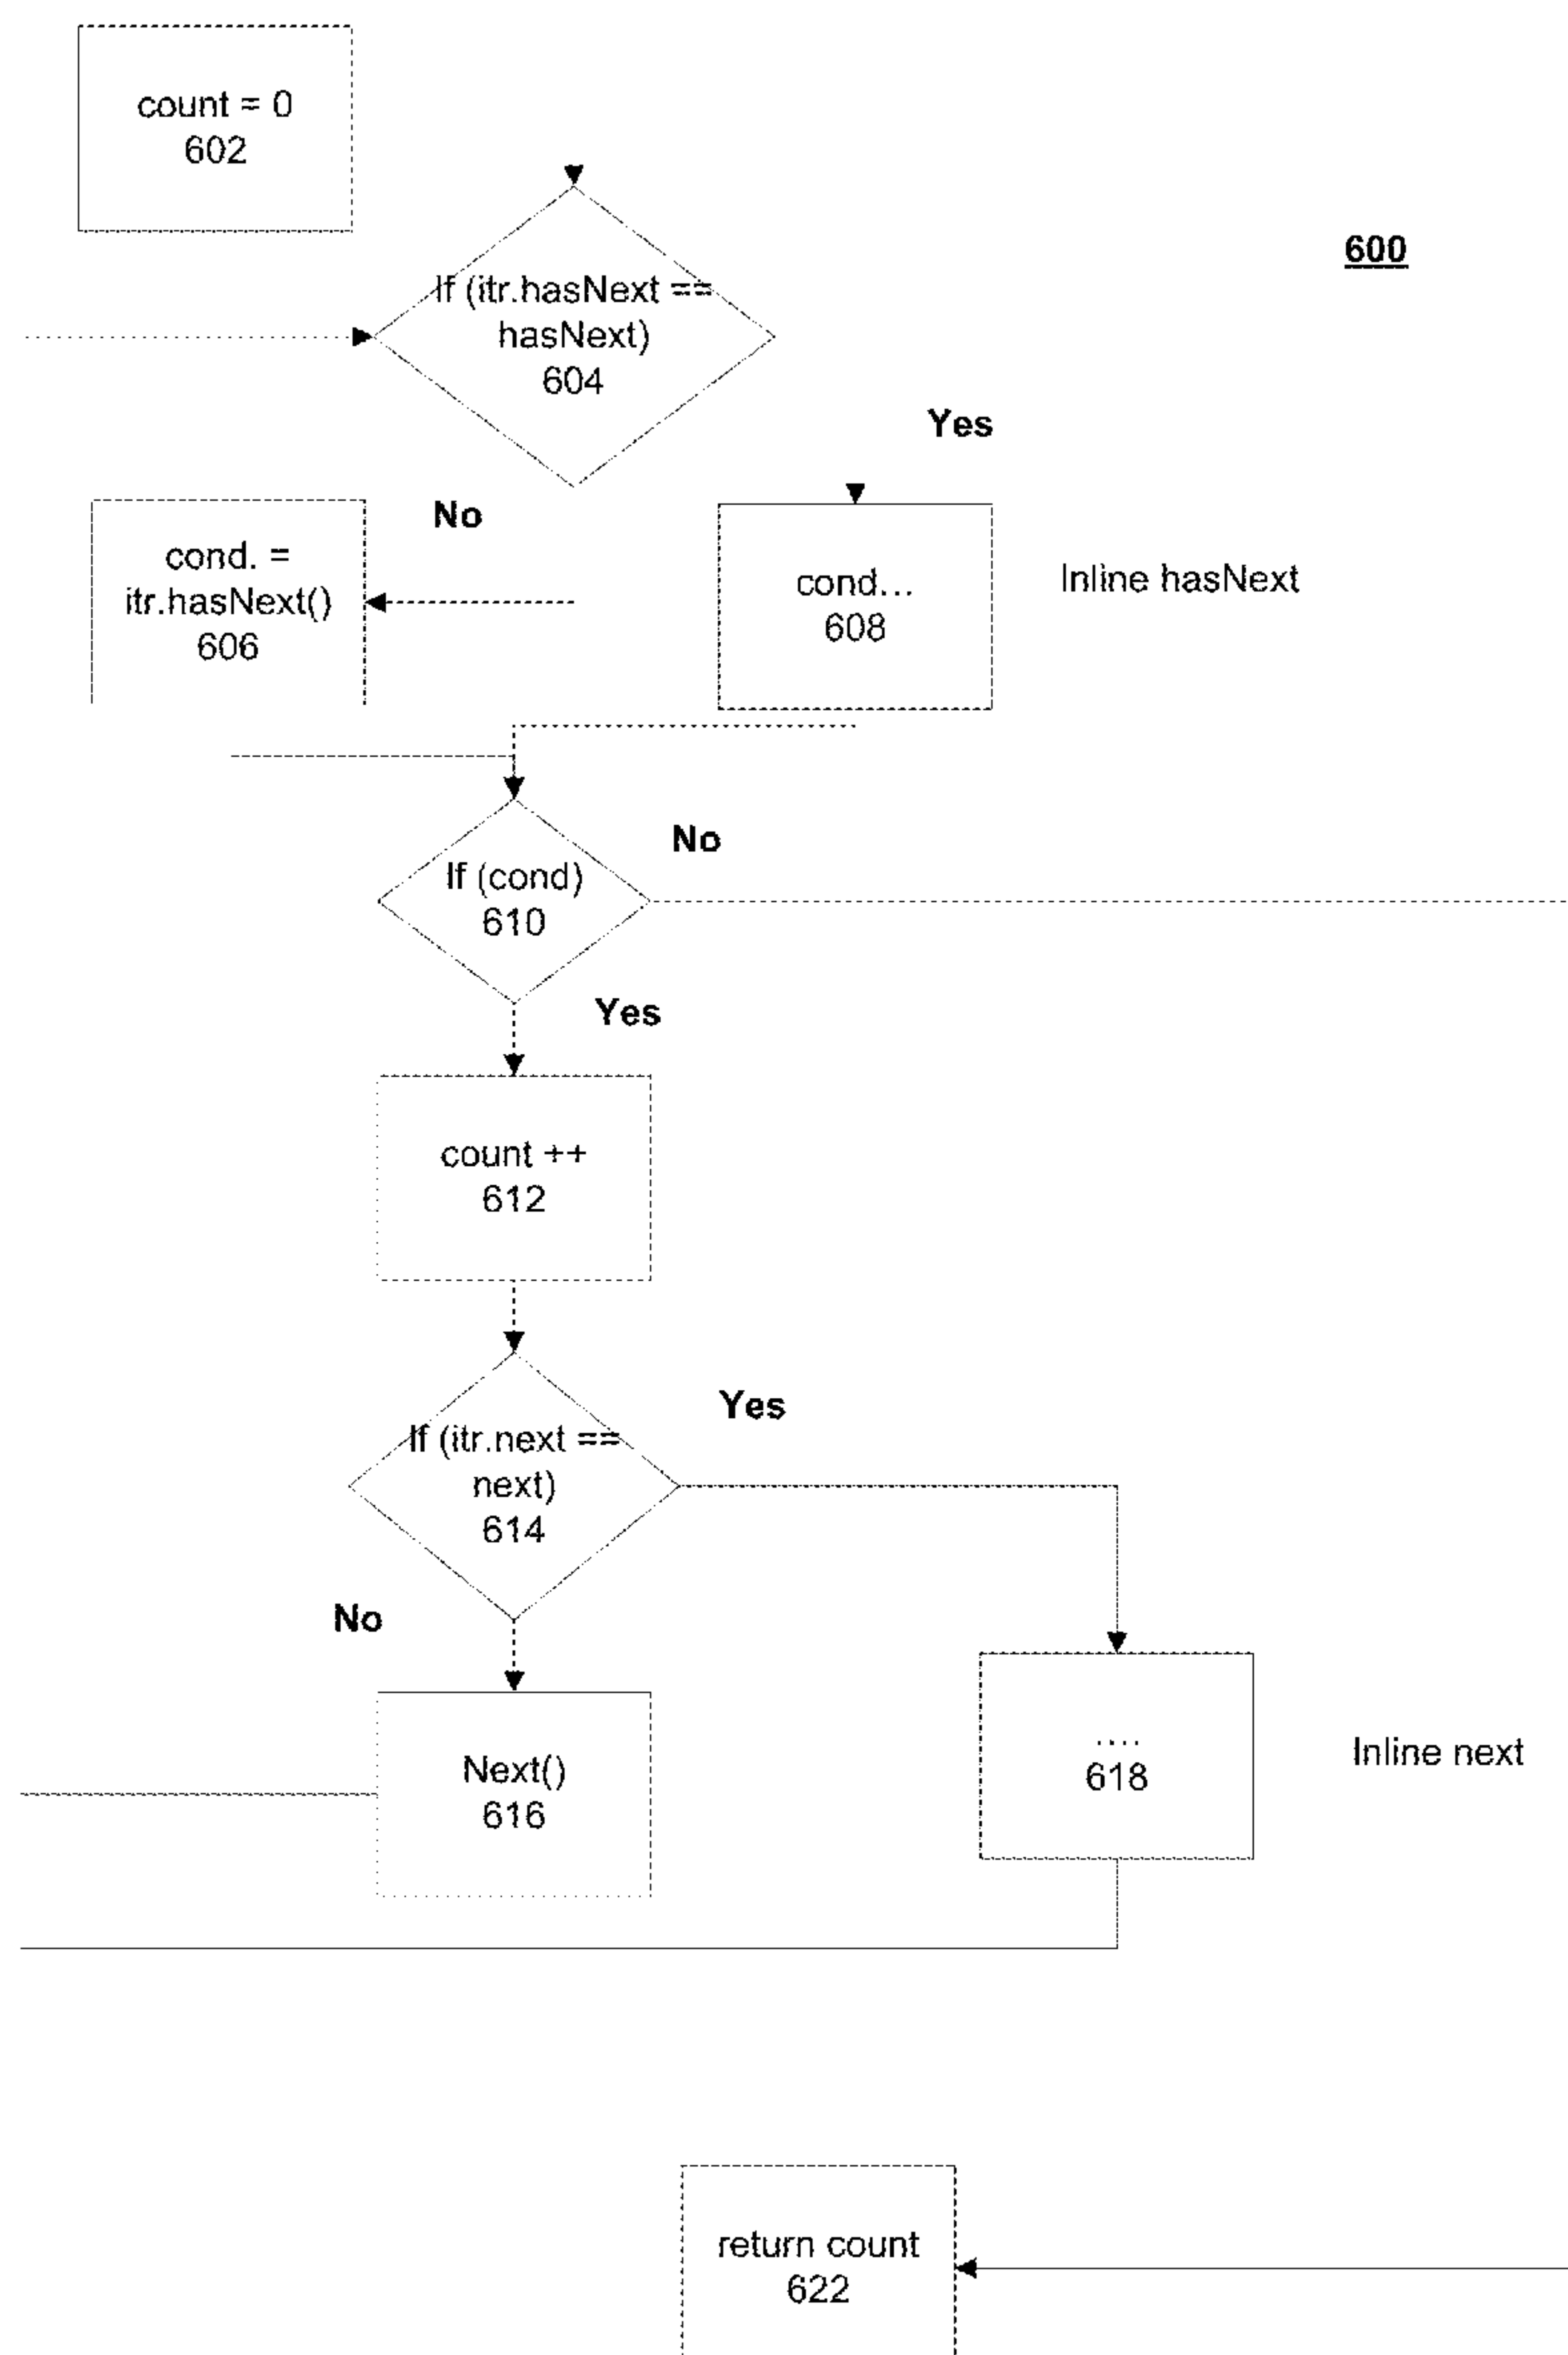 count = 0
602
600
If (itr.hasNext ==
hasNext)
604
Yes
No
cond. =
itr.hasNext()
606
cond...
608
Inline hasNext
No
If (cond)
610
Yes
count ++
612
Yes
If (itr.next ==
next)
614
No
Next()
616
....
618
Inline next
return count
622